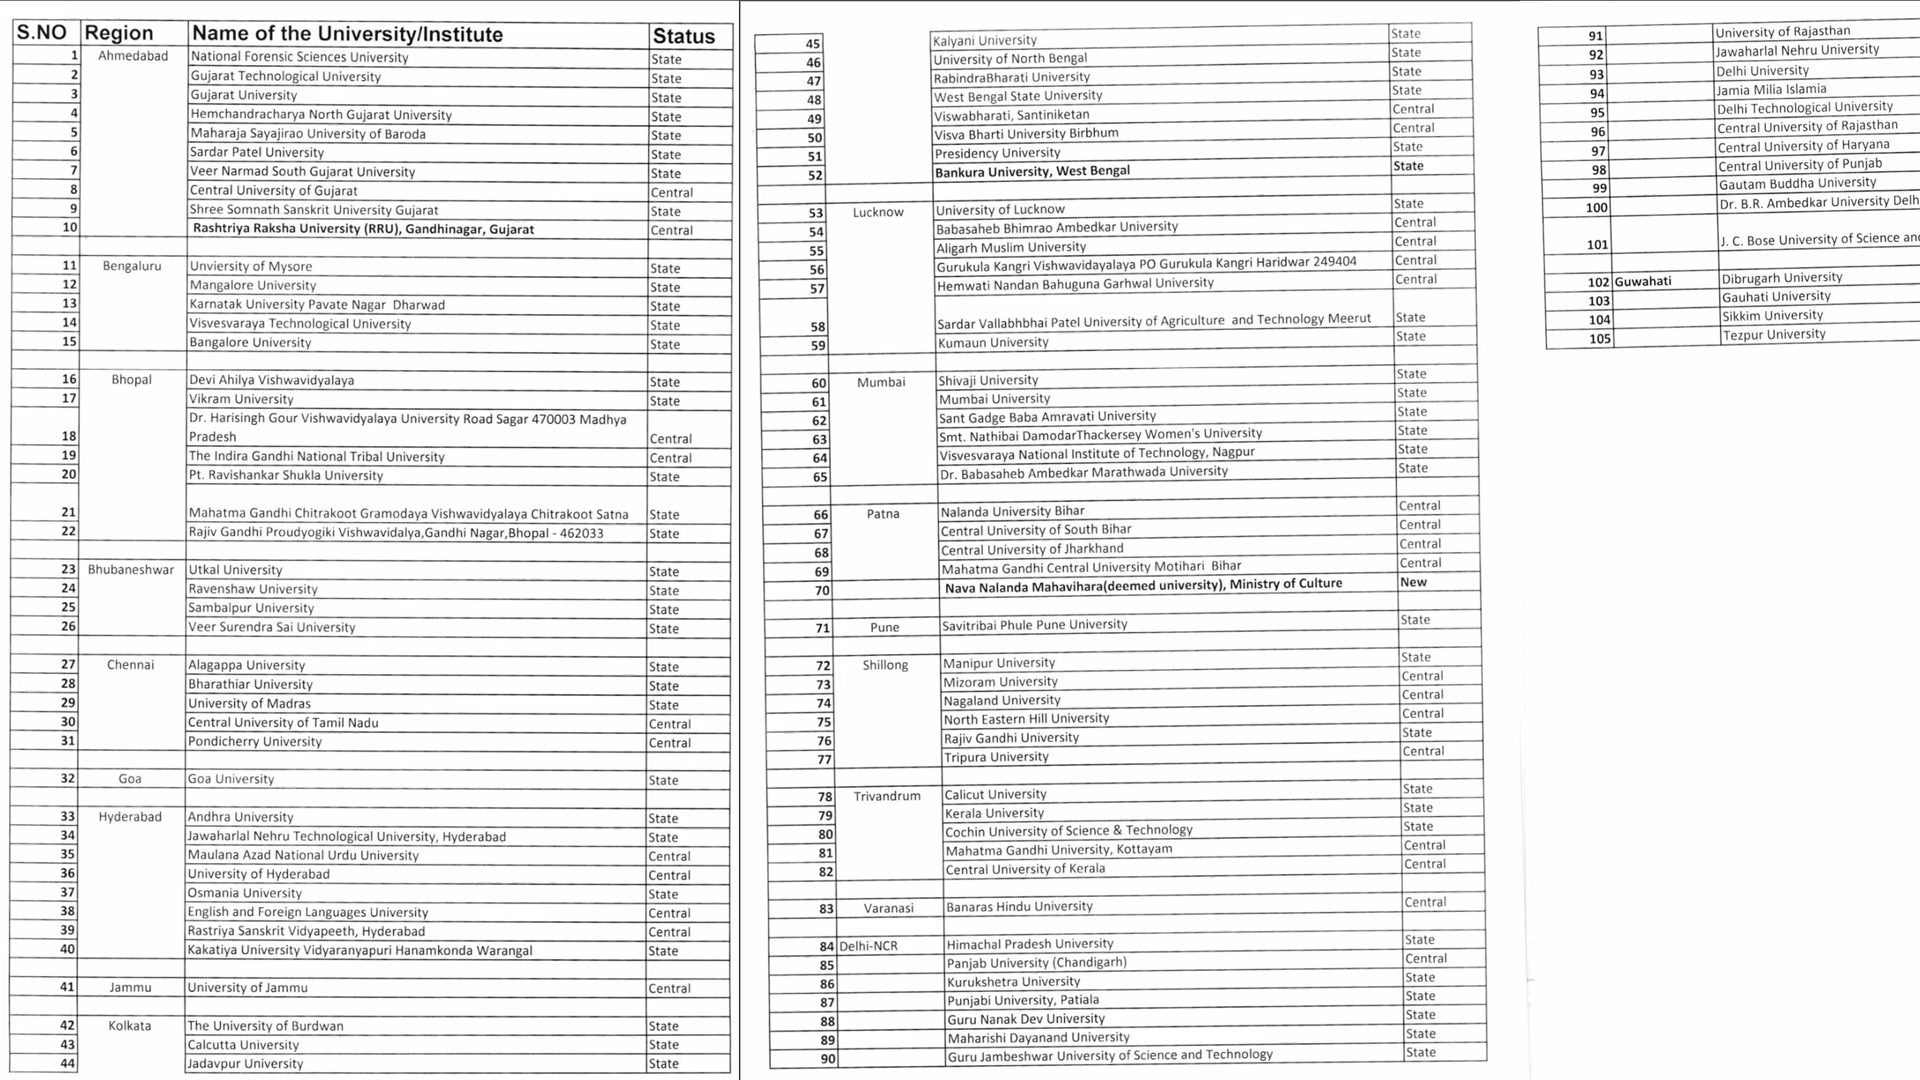 S.NO Region Name of the University/Institute Status
1 Ahmedabad National Forensic Sciences University State
2 Gujarat Technological University State
3 Gujarat University State
4 Hemchandracharya North Gujarat University State
5 Maharaja Sayajirao University of Baroda State
6 Sardar Patel University State
7 Veer Narmad South Gujarat University State
8 Central University of Gujarat Central
9 Shree Somnath Sanskrit University Gujarat State
10 Rashtriya Raksha University (RRU), Gandhinagar, Gujarat Central
11 Bengaluru Unviersity of Mysore State
12 Mangalore University State
13 Karnatak University Pavate Nagar Dharwad State
14 Visvesvaraya Technological University State
15 Bangalore University State
16 Bhopal Devi Ahilya Vishwavidyalaya State
17 Vikram University State
Dr. Harisingh Gour Vishwavidyalaya University Road Sagar 470003 Madhya
18 Pradesh Central
19 The Indira Gandhi National Tribal University Central
20 Pt. Ravishankar Shukla University State
21 Mahatma Gandhi Chitrakoot Gramodaya Vishwavidyalaya Chitrakoot Satna State
22 Rajiv Gandhi Proudyogiki Vishwavidalya,Gandhi Nagar,Bhopal - 462033 State
23 Bhubaneshwar Utkal University State
24 Ravenshaw University State
25 Sambalpur University State
26 Veer Surendra Sai University State
27 Chennai Alagappa University State
28 Bharathiar University State
29 University of Madras State
30 Central University of Tamil Nadu Central
31 Pondicherry University Central
32 Goa Goa University State
33 Hyderabad Andhra University State
34 Jawaharlal Nehru Technological University, Hyderabad State
35 Maulana Azad National Urdu University Central
36 University of Hyderabad Central
37 Osmania University State
38 English and Foreign Languages University Central
39 Rastriya Sanskrit Vidyapeeth, Hyderabad Central
40 Kakatiya University Vidyaranyapuri Hanamkonda Warangal State
41 Jammu University of Jammu Central
42 Kolkata The University of Burdwan State
43 Calcutta University State
44 Jadavpur University State
45 Kalyani University State
46 University of North Bengal State
47 RabindraBharati University State
48 West Bengal State University State
49 Viswabharati, Santiniketan Central
50 Visva Bharti University Birbhum Central
51 Presidency University State
52 Bankura University, West Bengal State
53 Lucknow University of Lucknow State
54 Babasaheb Bhimrao Ambedkar University Central
55 Aligarh Muslim University Central
56 Gurukula Kangri Vishwavidayalaya PO Gurukula Kangri Haridwar 249404 Central
57 Hemwati Nandan Bahuguna Garhwal University Central
58 Sardar Vallabhbhai Patel University of Agriculture and Technology Meerut State
59 Kumaun University State
60 Mumbai Shivaji University State
61 Mumbai University State
62 Sant Gadge Baba Amravati University State
63 Smt. Nathibai DamodarThackersey Women's University State
64 Visvesvaraya National Institute of Technology, Nagpur State
65 Dr. Babasaheb Ambedkar Marathwada University State
66 Patna Nalanda University Bihar Central
67 Central University of South Bihar Central
68 Central University of Jharkhand Central
69 Mahatma Gandhi Central University Motihari Bihar Central
70 Nava Nalanda Mahavihara(deemed university), Ministry of Culture New
71 Pune Savitribai Phule Pune University State
72 Shillong Manipur University State
73 Mizoram University Central
74 Nagaland University Central
75 North Eastern Hill University Central
76 Rajiv Gandhi University State
77 Tripura University Central
78 Trivandrum Calicut University State
79 Kerala University State
80 Cochin University of Science & Technology State
81 Mahatma Gandhi University, Kottayam Central
82 Central University of Kerala Central
83 Varanasi Banaras Hindu University Central
84 Delhi-NCR Himachal Pradesh University State
85 Panjab University (Chandigarh) Central
86 Kurukshetra University State
87 Punjabi University, Patiala State
88 Guru Nanak Dev University State
89 Maharishi Dayanand University State
90 Guru Jambeshwar University of Science and Technology State
91 University of Rajasthan
92 Jawaharlal Nehru University
93 Delhi University
94 Jamia Milia Islamia
95 Delhi Technological University
96 Central University of Rajasthan
97 Central University of Haryana
98 Central University of Punjab
99 Gautam Buddha University
100 Dr. B.R. Ambedkar University Delh
101 J. C. Bose University of Science and
102 Guwahati Dibrugarh University
103 Gauhati University
104 Sikkim University
105 Tezpur University